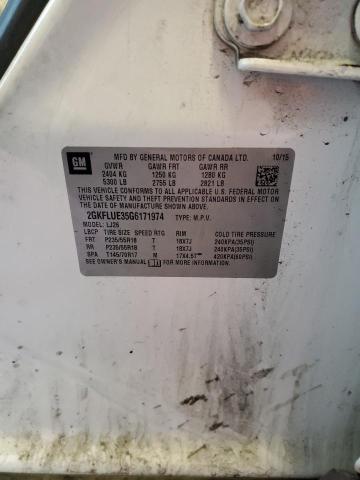 GM
MFD BY GENERAL MOTORS OF CANADA LTD. 10/15
GVWR GAWR FRT GAWR RR
2404 KG 1250 KG 1280 KG
5300 LB 2755 LB 2821 LB
THIS VEHICLE CONFORMS TO ALL APPLICABLE U.S. FEDERAL MOTOR
VEHICLE SAFETY AND THEFT PREVENTION STANDARDS IN EFFECT
ON THE DATE OF MANUFACTURE SHOWN ABOVE.
2GKFLUE35G6171974 TYPE: M.P.V.
MODEL: LJ26
LBCP TIRE SIZE SPEED RTG RIM COLD TIRE PRESSURE
FRT P235/55R18 T 18X7J 240KPA(35PSI)
RR P235/55R18 T 18X7J 240KPA(35PSI)
SPA T145/70R17 M 17X4.5T 420KPA(60PSI)
SEE OWNER'S MANUAL FOR MORE INFORMATION.